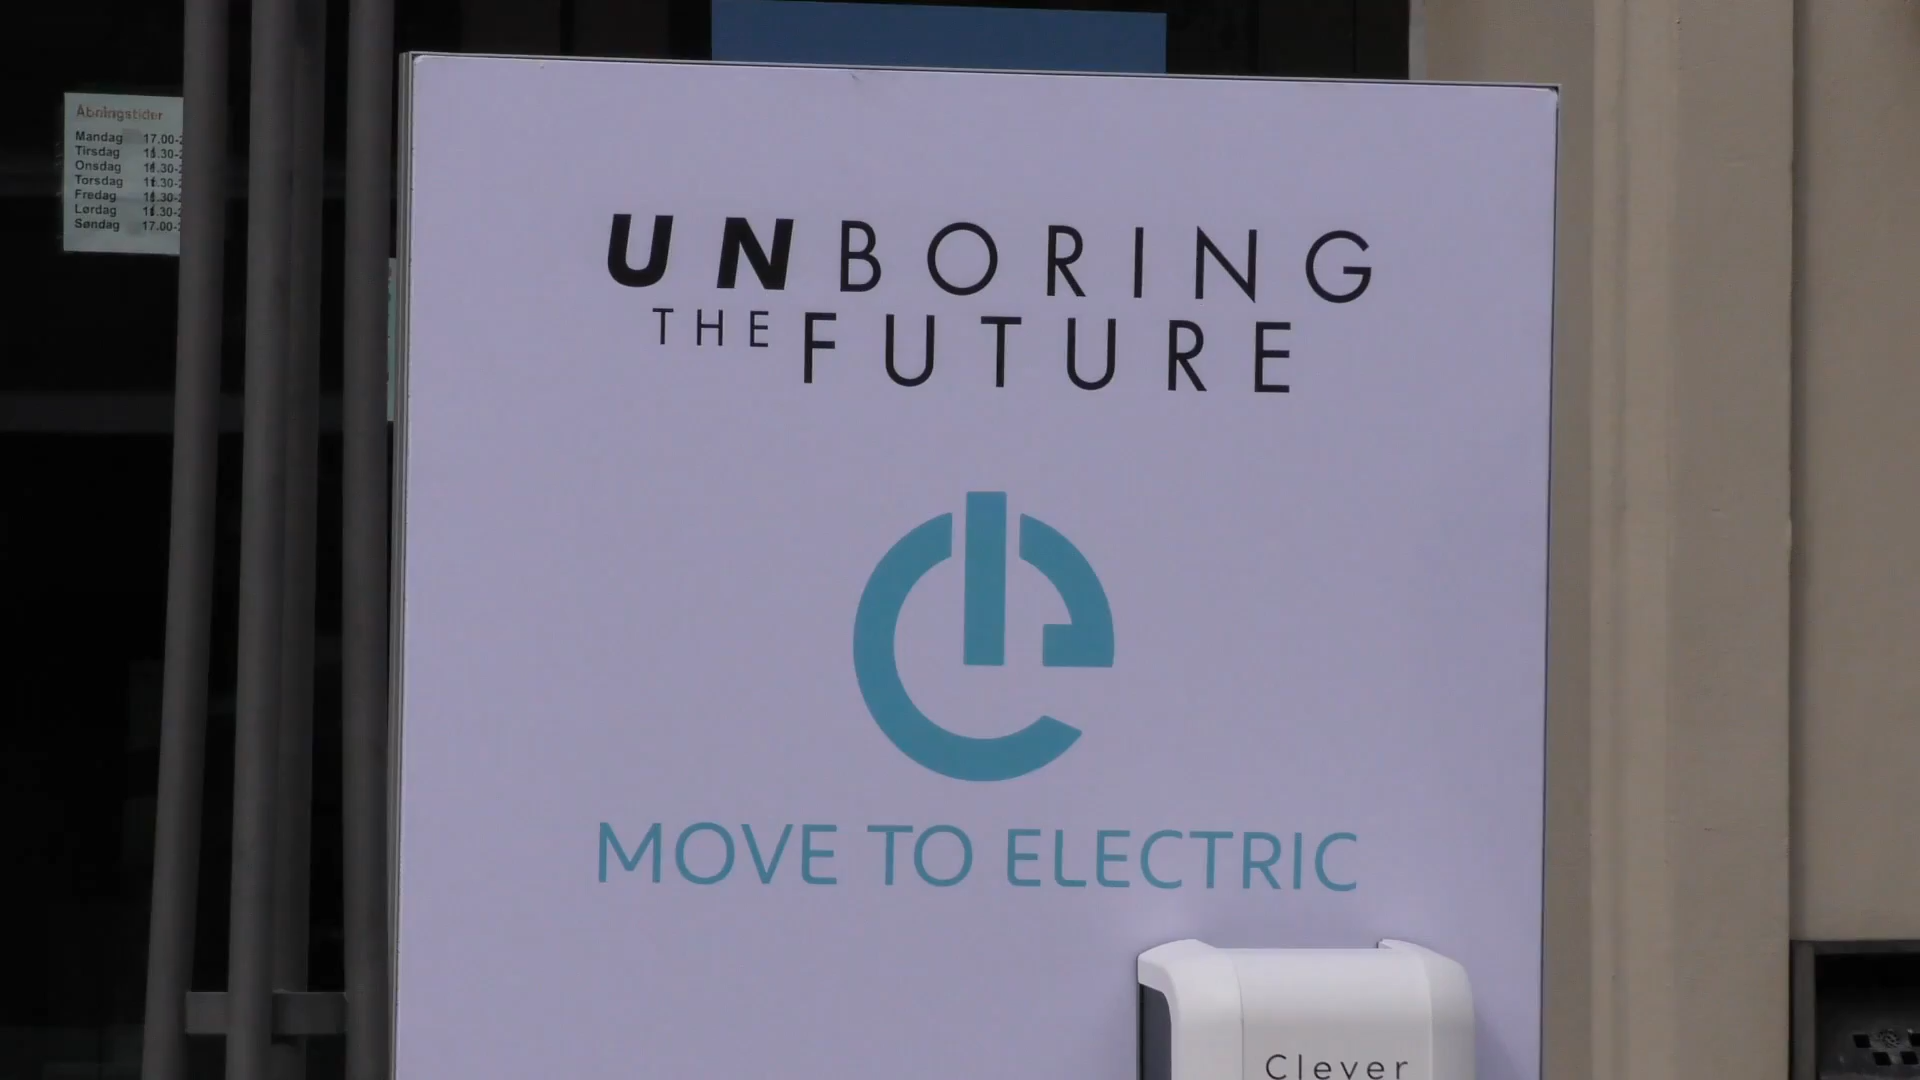 Åbningstider
Mandag 17.00-
Tirsdag
Onsdag
Torsdag
Fredag
Lørdag
Søndag 17.00-
UNBORING
THE FUTURE
MOVE TO ELECTRIC
Clever